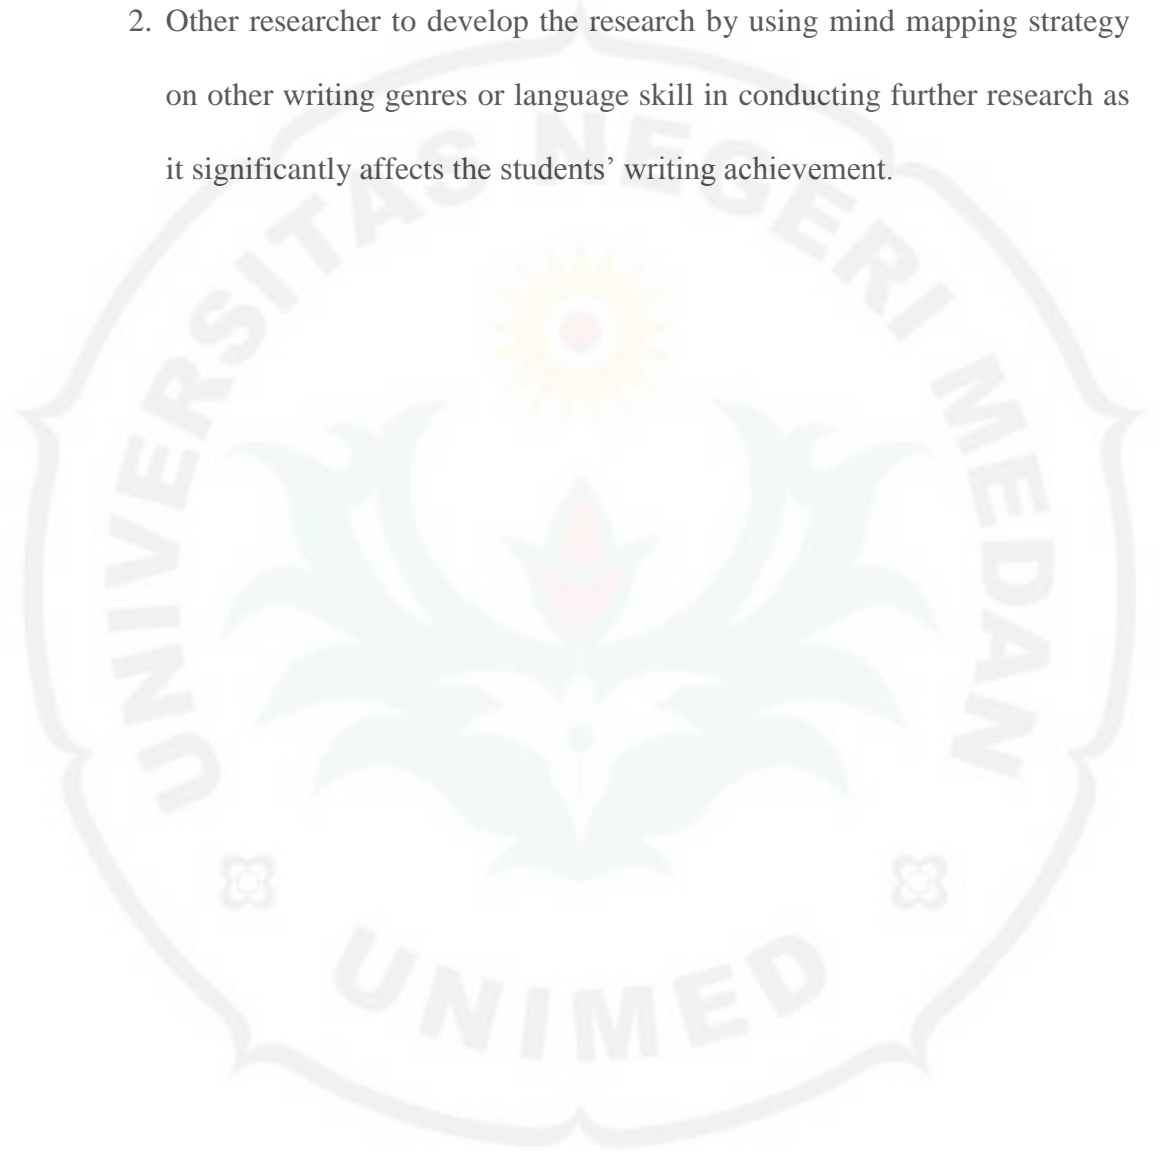 2. Other researcher to develop the research by using mind mapping strategy
on other writing genres or language skill in conducting further research as
it significantly affects the students’ writing achievement.
UNIVERSITAS NEGERI MEDAN
UNIMED